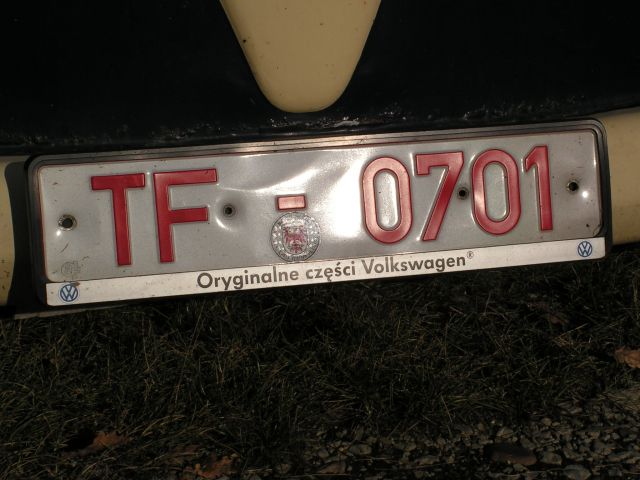 TF - 0701
Oryginalne części Volkswagen®